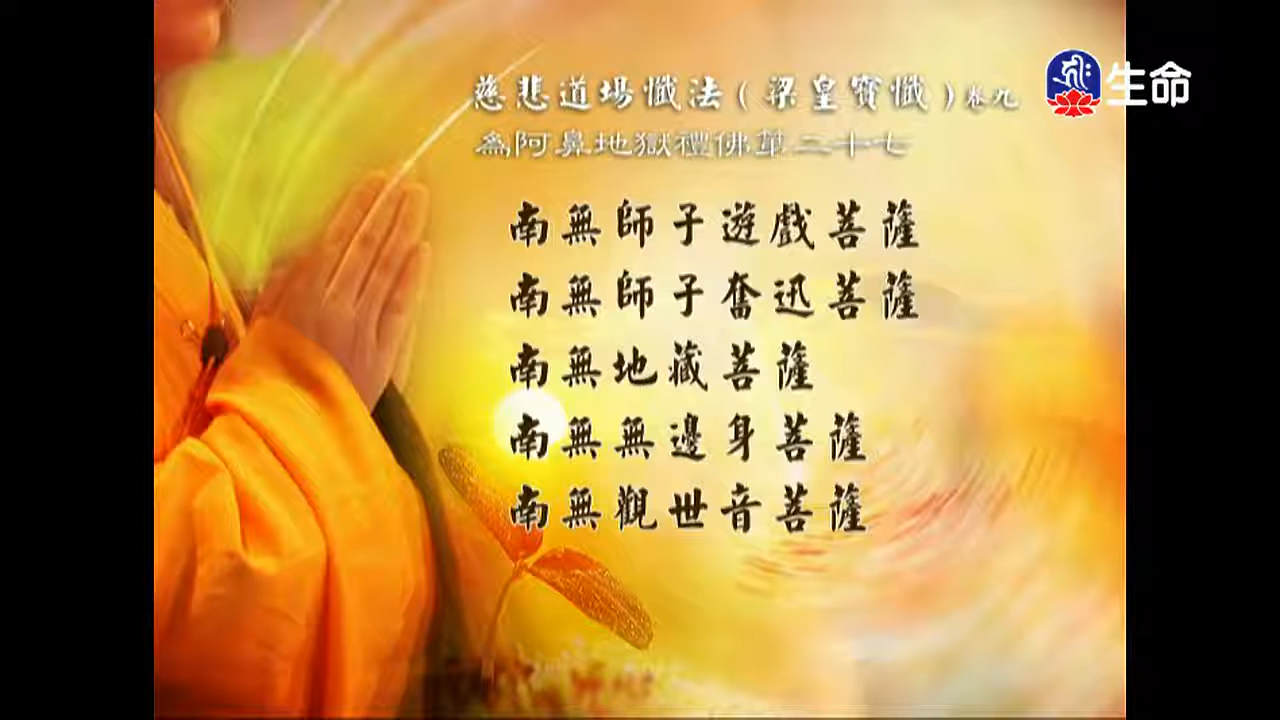 慈悲道場懺法(梁皇寶懺)卷九
生命
為阿鼻地獄禮佛第二十七
南無師子遊戲菩薩
南無師子奮迅菩薩
南無地藏菩薩
南無無邊身菩薩
南無觀世音菩薩